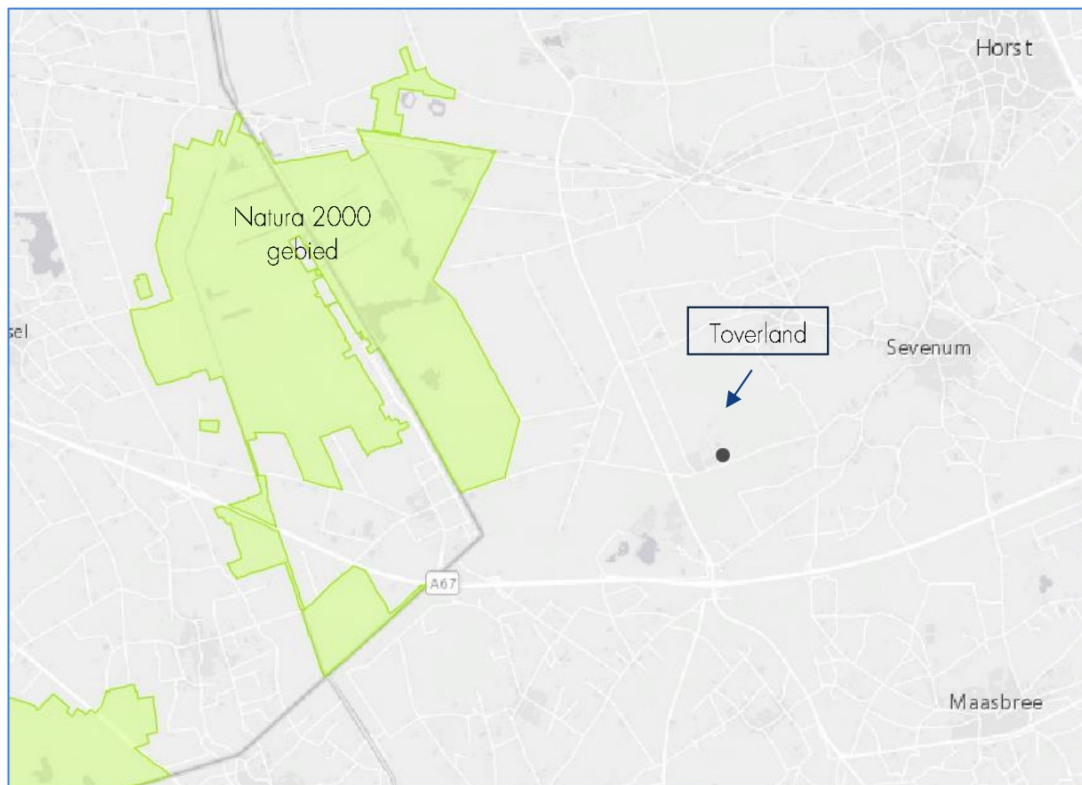 Horst
Natura 2000
gebied
Toverland
sel
Sevenum
A67
Maasbree